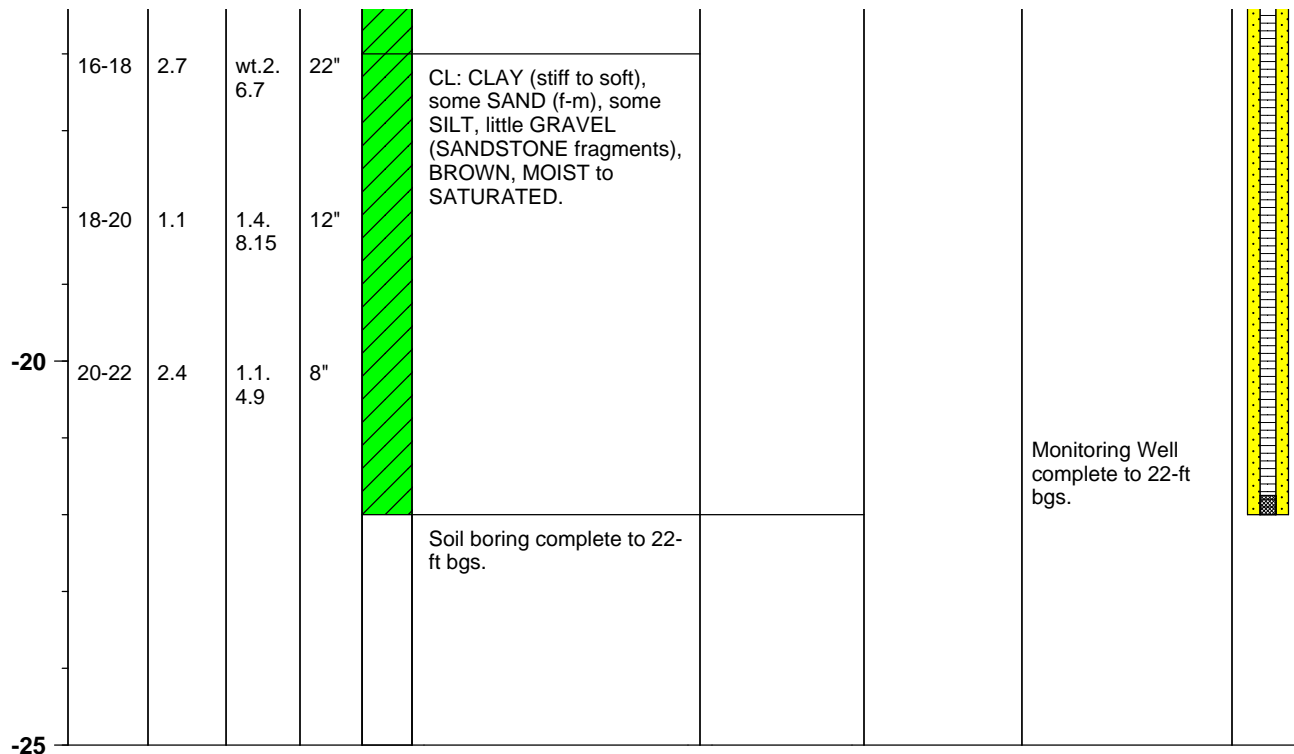 16-18 2.7 wt.2. 22"
6.7
CL: CLAY (stiff to soft),
some SAND (f-m), some
SILT, little GRAVEL
(SANDSTONE fragments),
BROWN, MOIST to
SATURATED.
18-20 1.1 1.4. 12"
8.15
-20
20-22 2.4 1.1. 8"
4.9
Monitoring Well
complete to 22-ft
bgs.
Soil boring complete to 22-
ft bgs.
-25